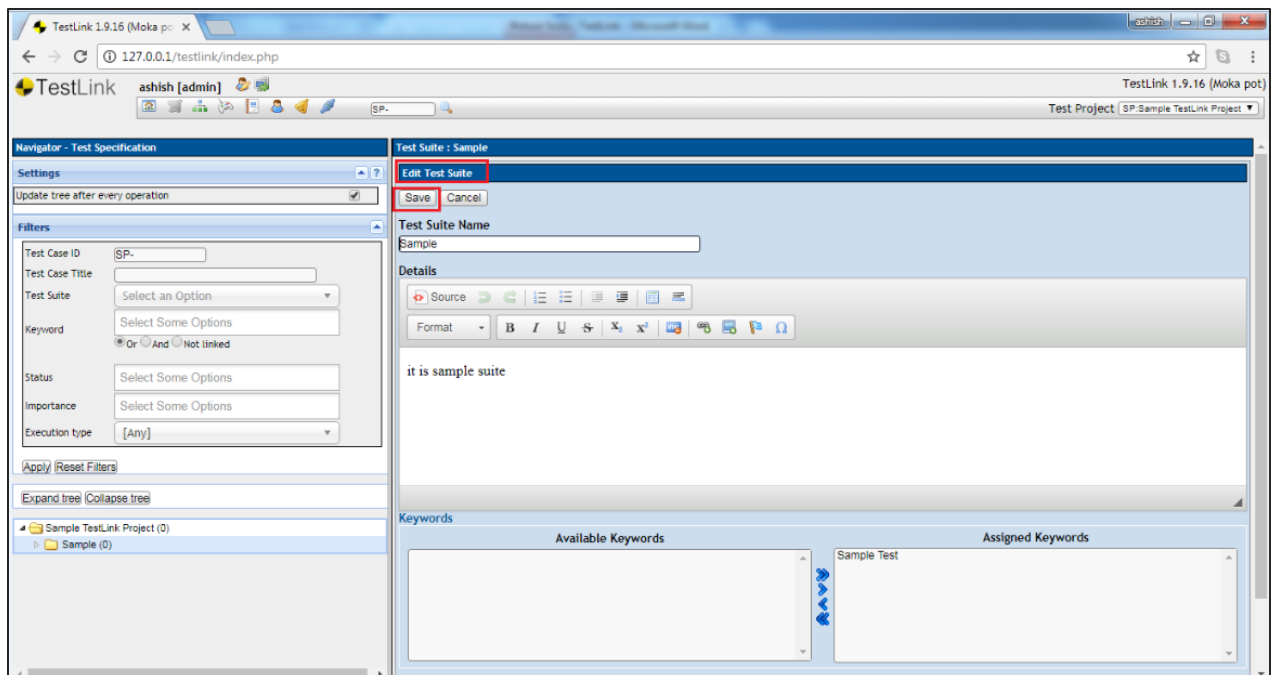 TestLink 1.9.16 (Moka po
ashish
127.0.0.1/testlink/index.php
TestLink
ashish [admin]
TestLink 1.9.16 (Moka pot)
SP-
Test Project
SP:Sample TestLink Project
Navigator - Test Specification
Settings
?
Update tree after every operation
Filters
Test Case ID
SP-
Test Case Title
Test Suite
Select an Option
Keyword
Select Some Options
Or And Not linked
Status
Select Some Options
Importance
Select Some Options
Execution type
[Any]
Apply Reset Filters
Expand tree Collapse tree
Sample TestLink Project (0)
Sample (0)
Test Suite : Sample
Edit Test Suite
Save Cancel
Test Suite Name
Sample
Details
Source
Format B I U S X₂ X² Ω
it is sample suite
Keywords
Available Keywords
Assigned Keywords
Sample Test